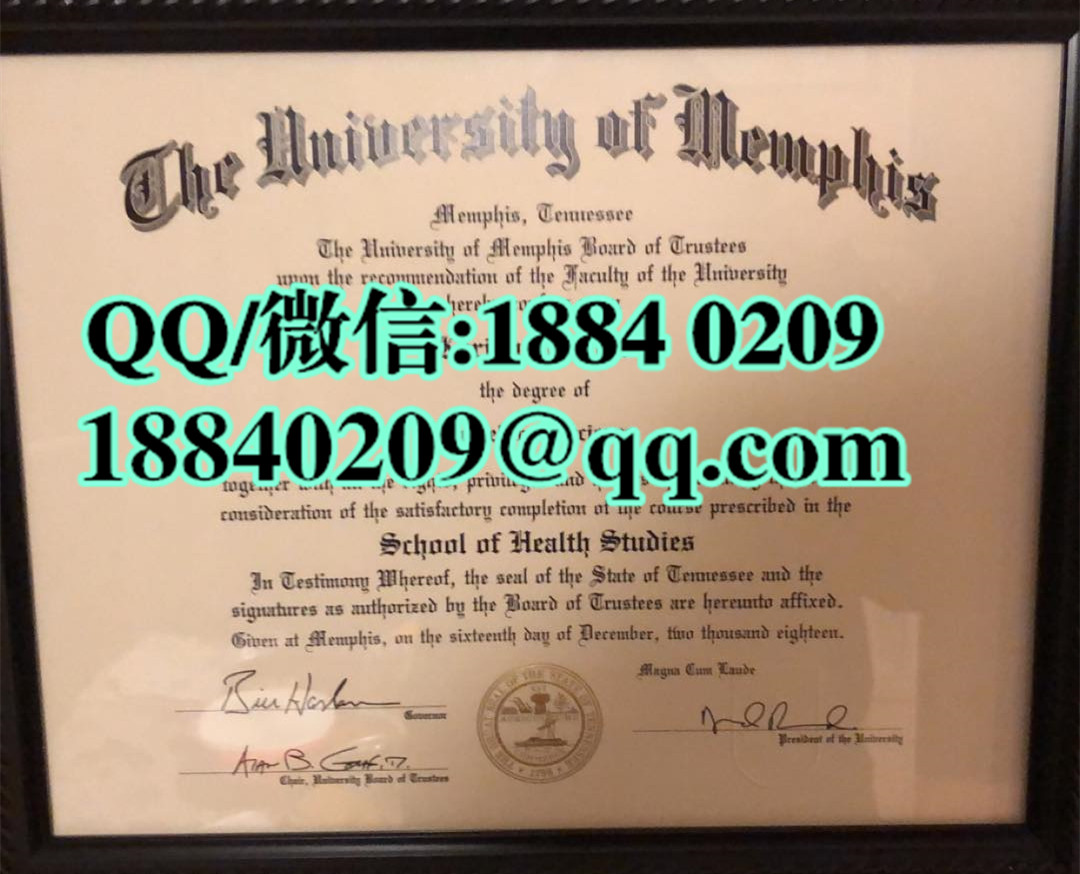 The University of Memphis
Memphis, Tennessee
The University of Memphis Board of Trustees
upon the recommendation of the Faculty of the University
QQ/微信:1884 0209
the degree of
18840209@qq.com
together
consideration of the satisfactory completion of the course prescribed in the
School of Health Studies
In Testimony Whereof, the seal of the State of Tennessee and the
signatures as authorized by the Board of Trustees are hereunto affixed.
Given at Memphis, on the sixteenth day of December, two thousand eighteen.
Magna Cum Laude
Governor
President of the University
Chair, University Board of Trustees